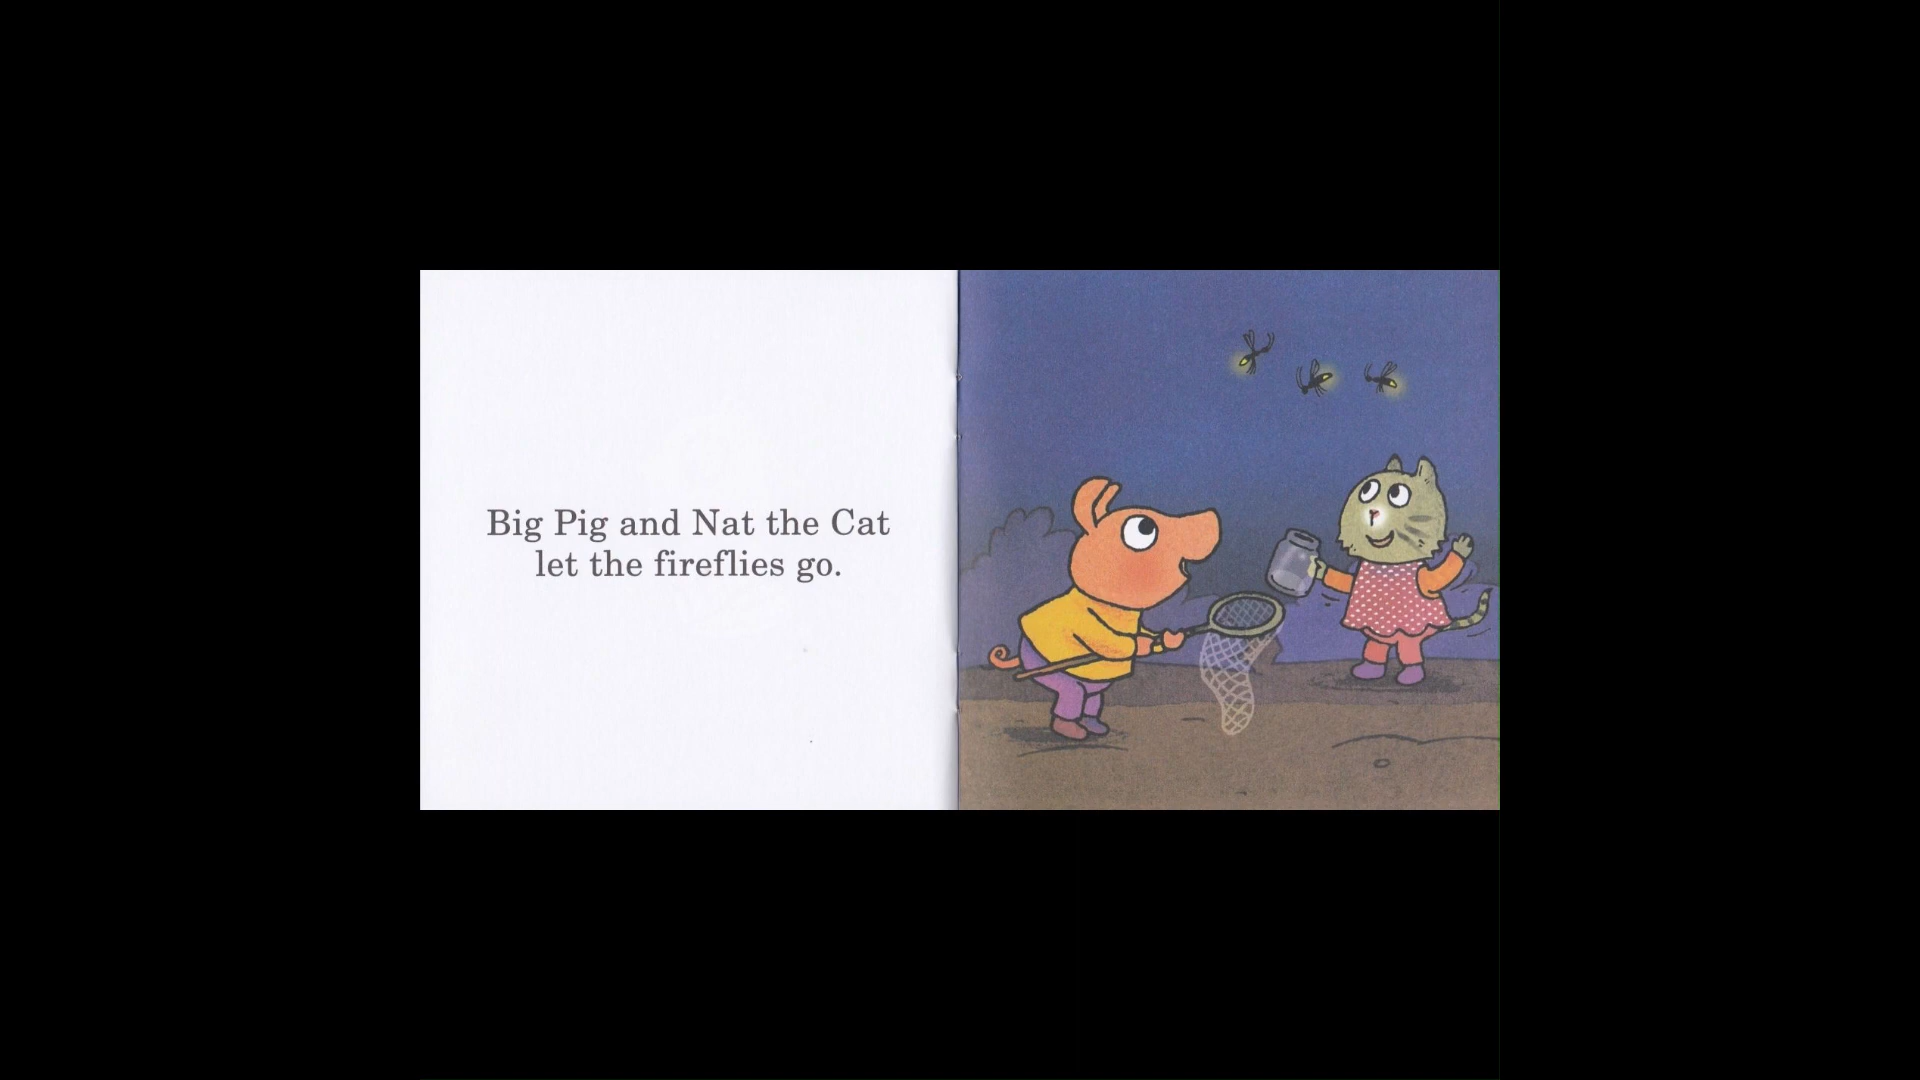 Big Pig and Nat the Cat
let the fireflies go.